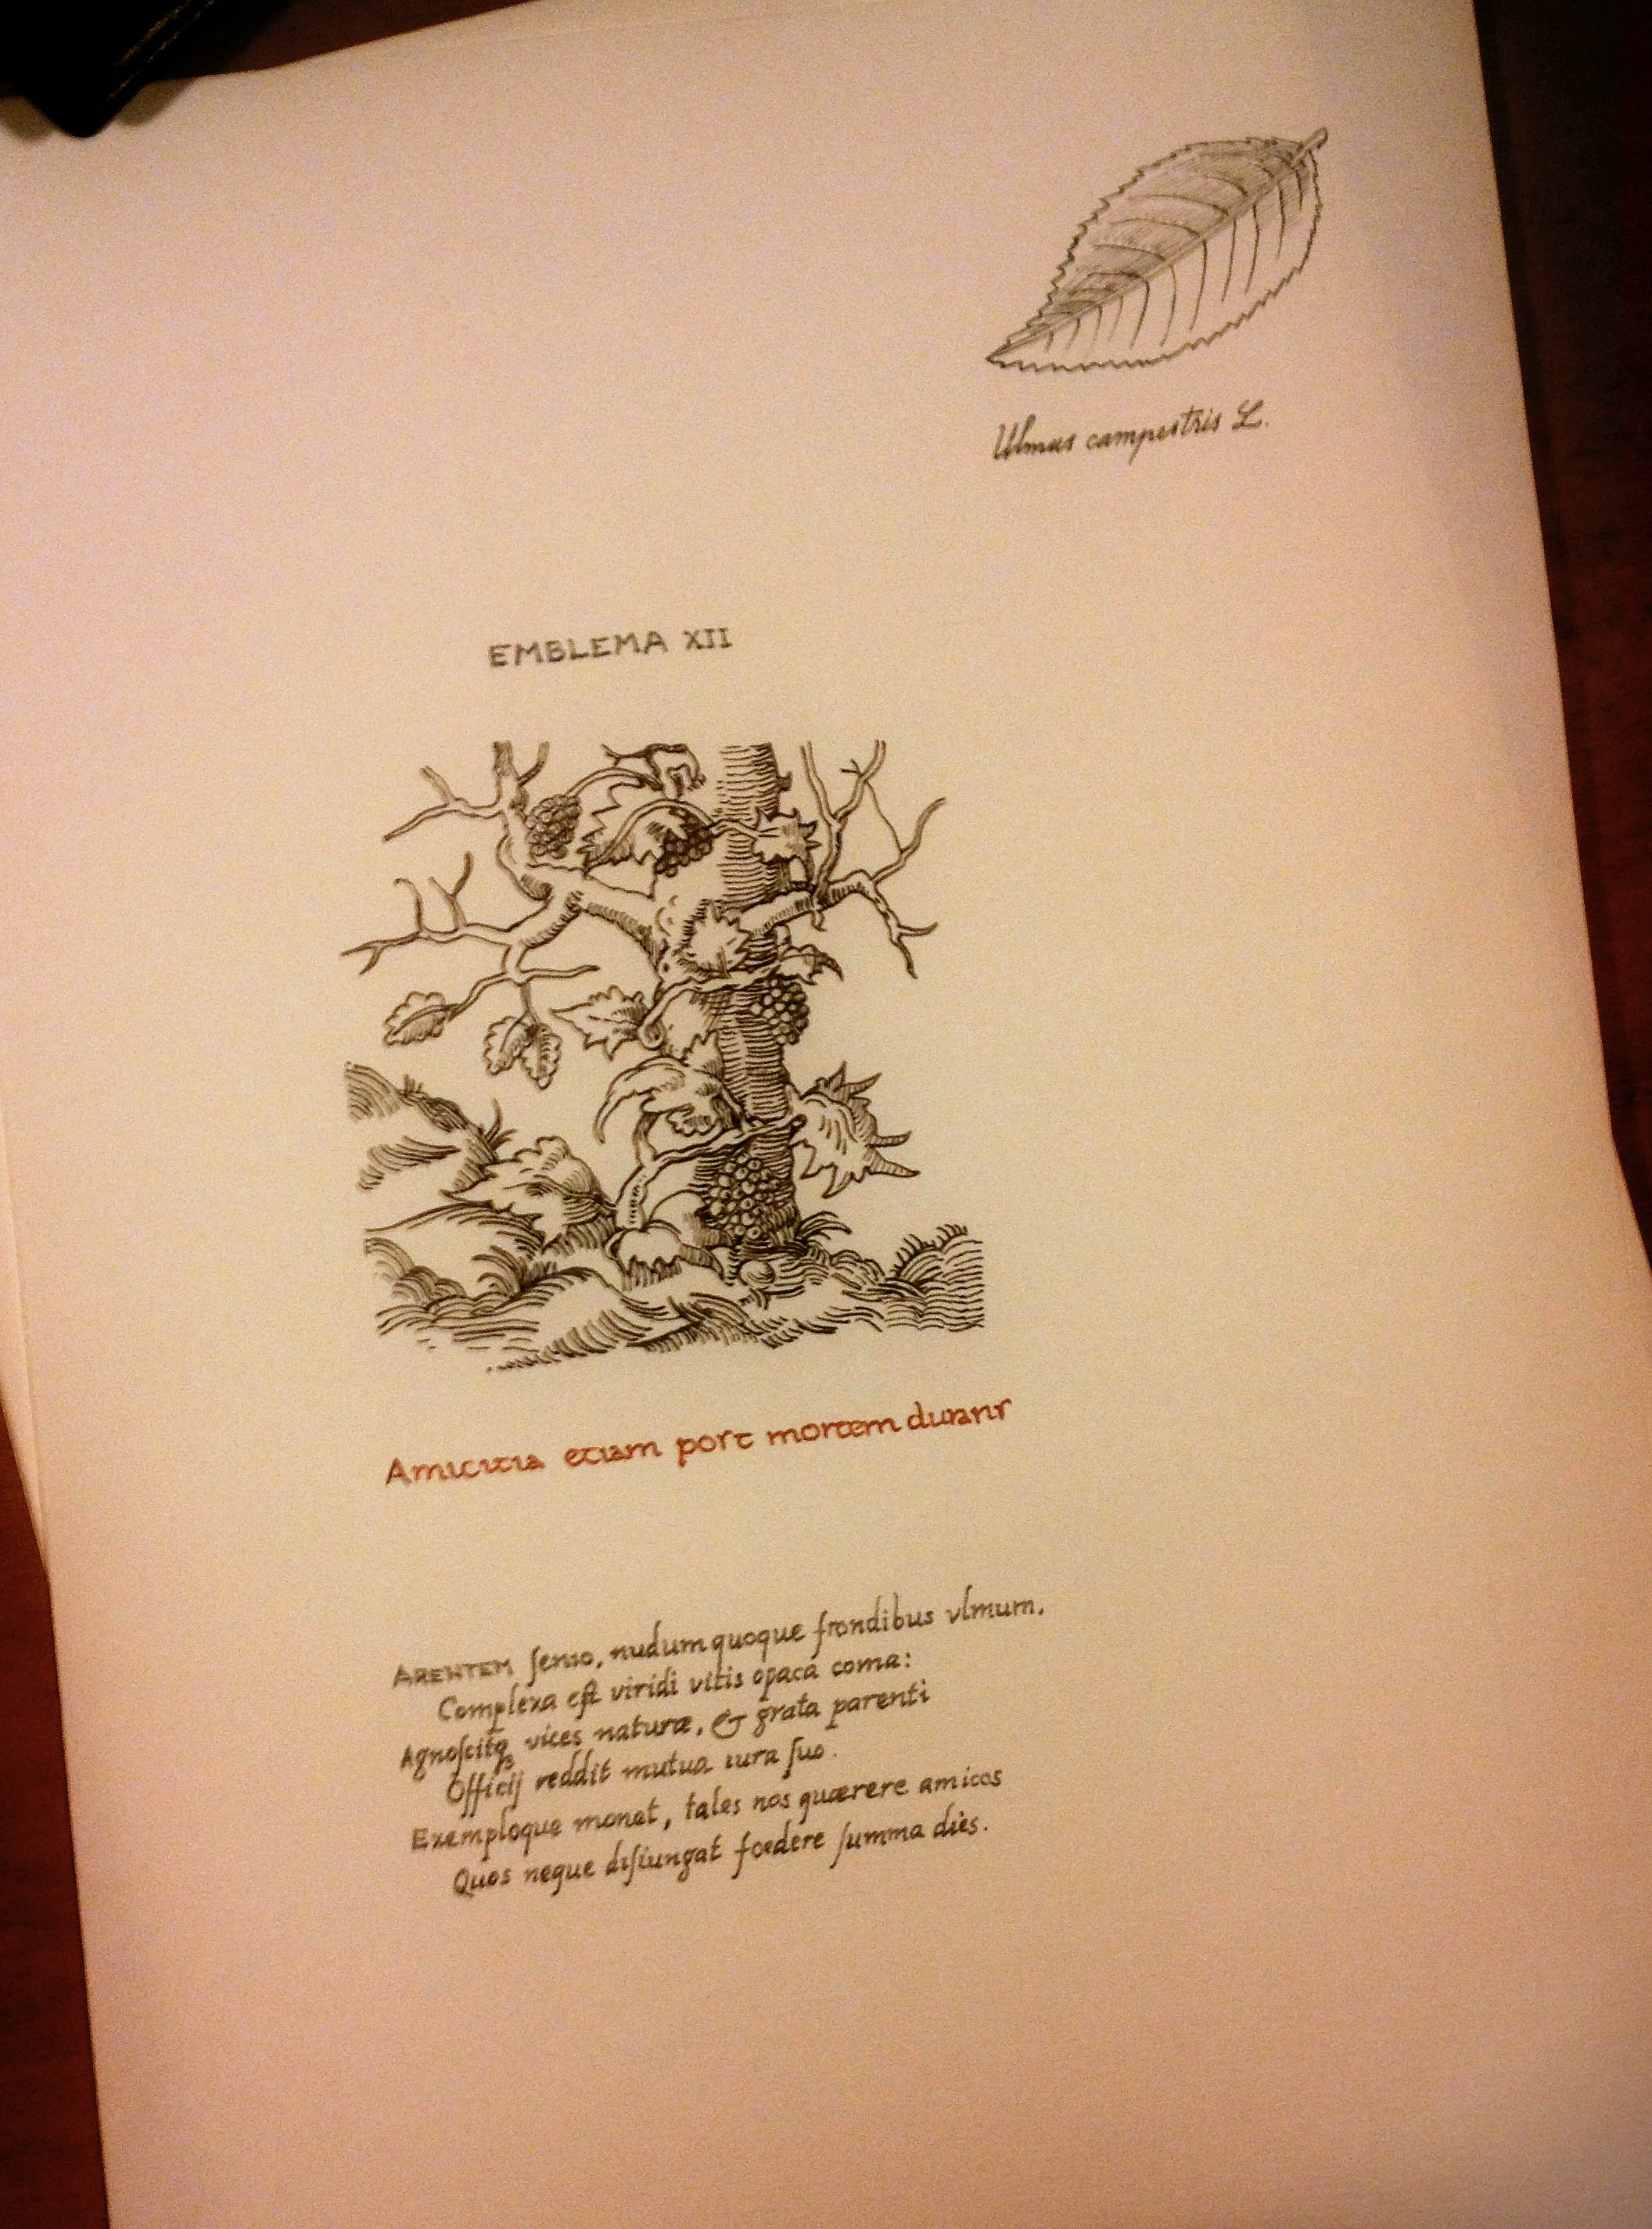 Ulmus campestris L.
EMBLEMA XII
Amicitia etiam post mortem durans
ARENTEM ſenio, nudum quoque frondibus vlmum,
Complexa eſt viridi vitis opaca coma:
Agnoſcitqꝫ vices naturæ, & grata parenti
Officij reddit mutua iura ſuo.
Exemploque monet, tales nos quærere amicos
Quos neque diſiungat fœdere ſumma dies.